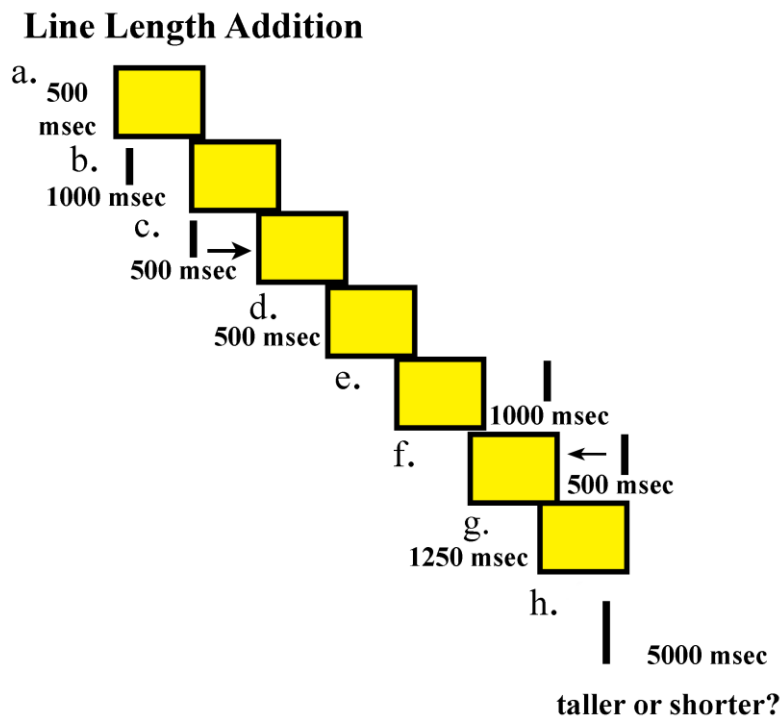 Line Length Addition
a. 500
msec
b.
1000 msec
c.
500 msec
d.
500 msec
e.
1000 msec
f.
500 msec
g.
1250 msec
h.
5000 msec
taller or shorter?